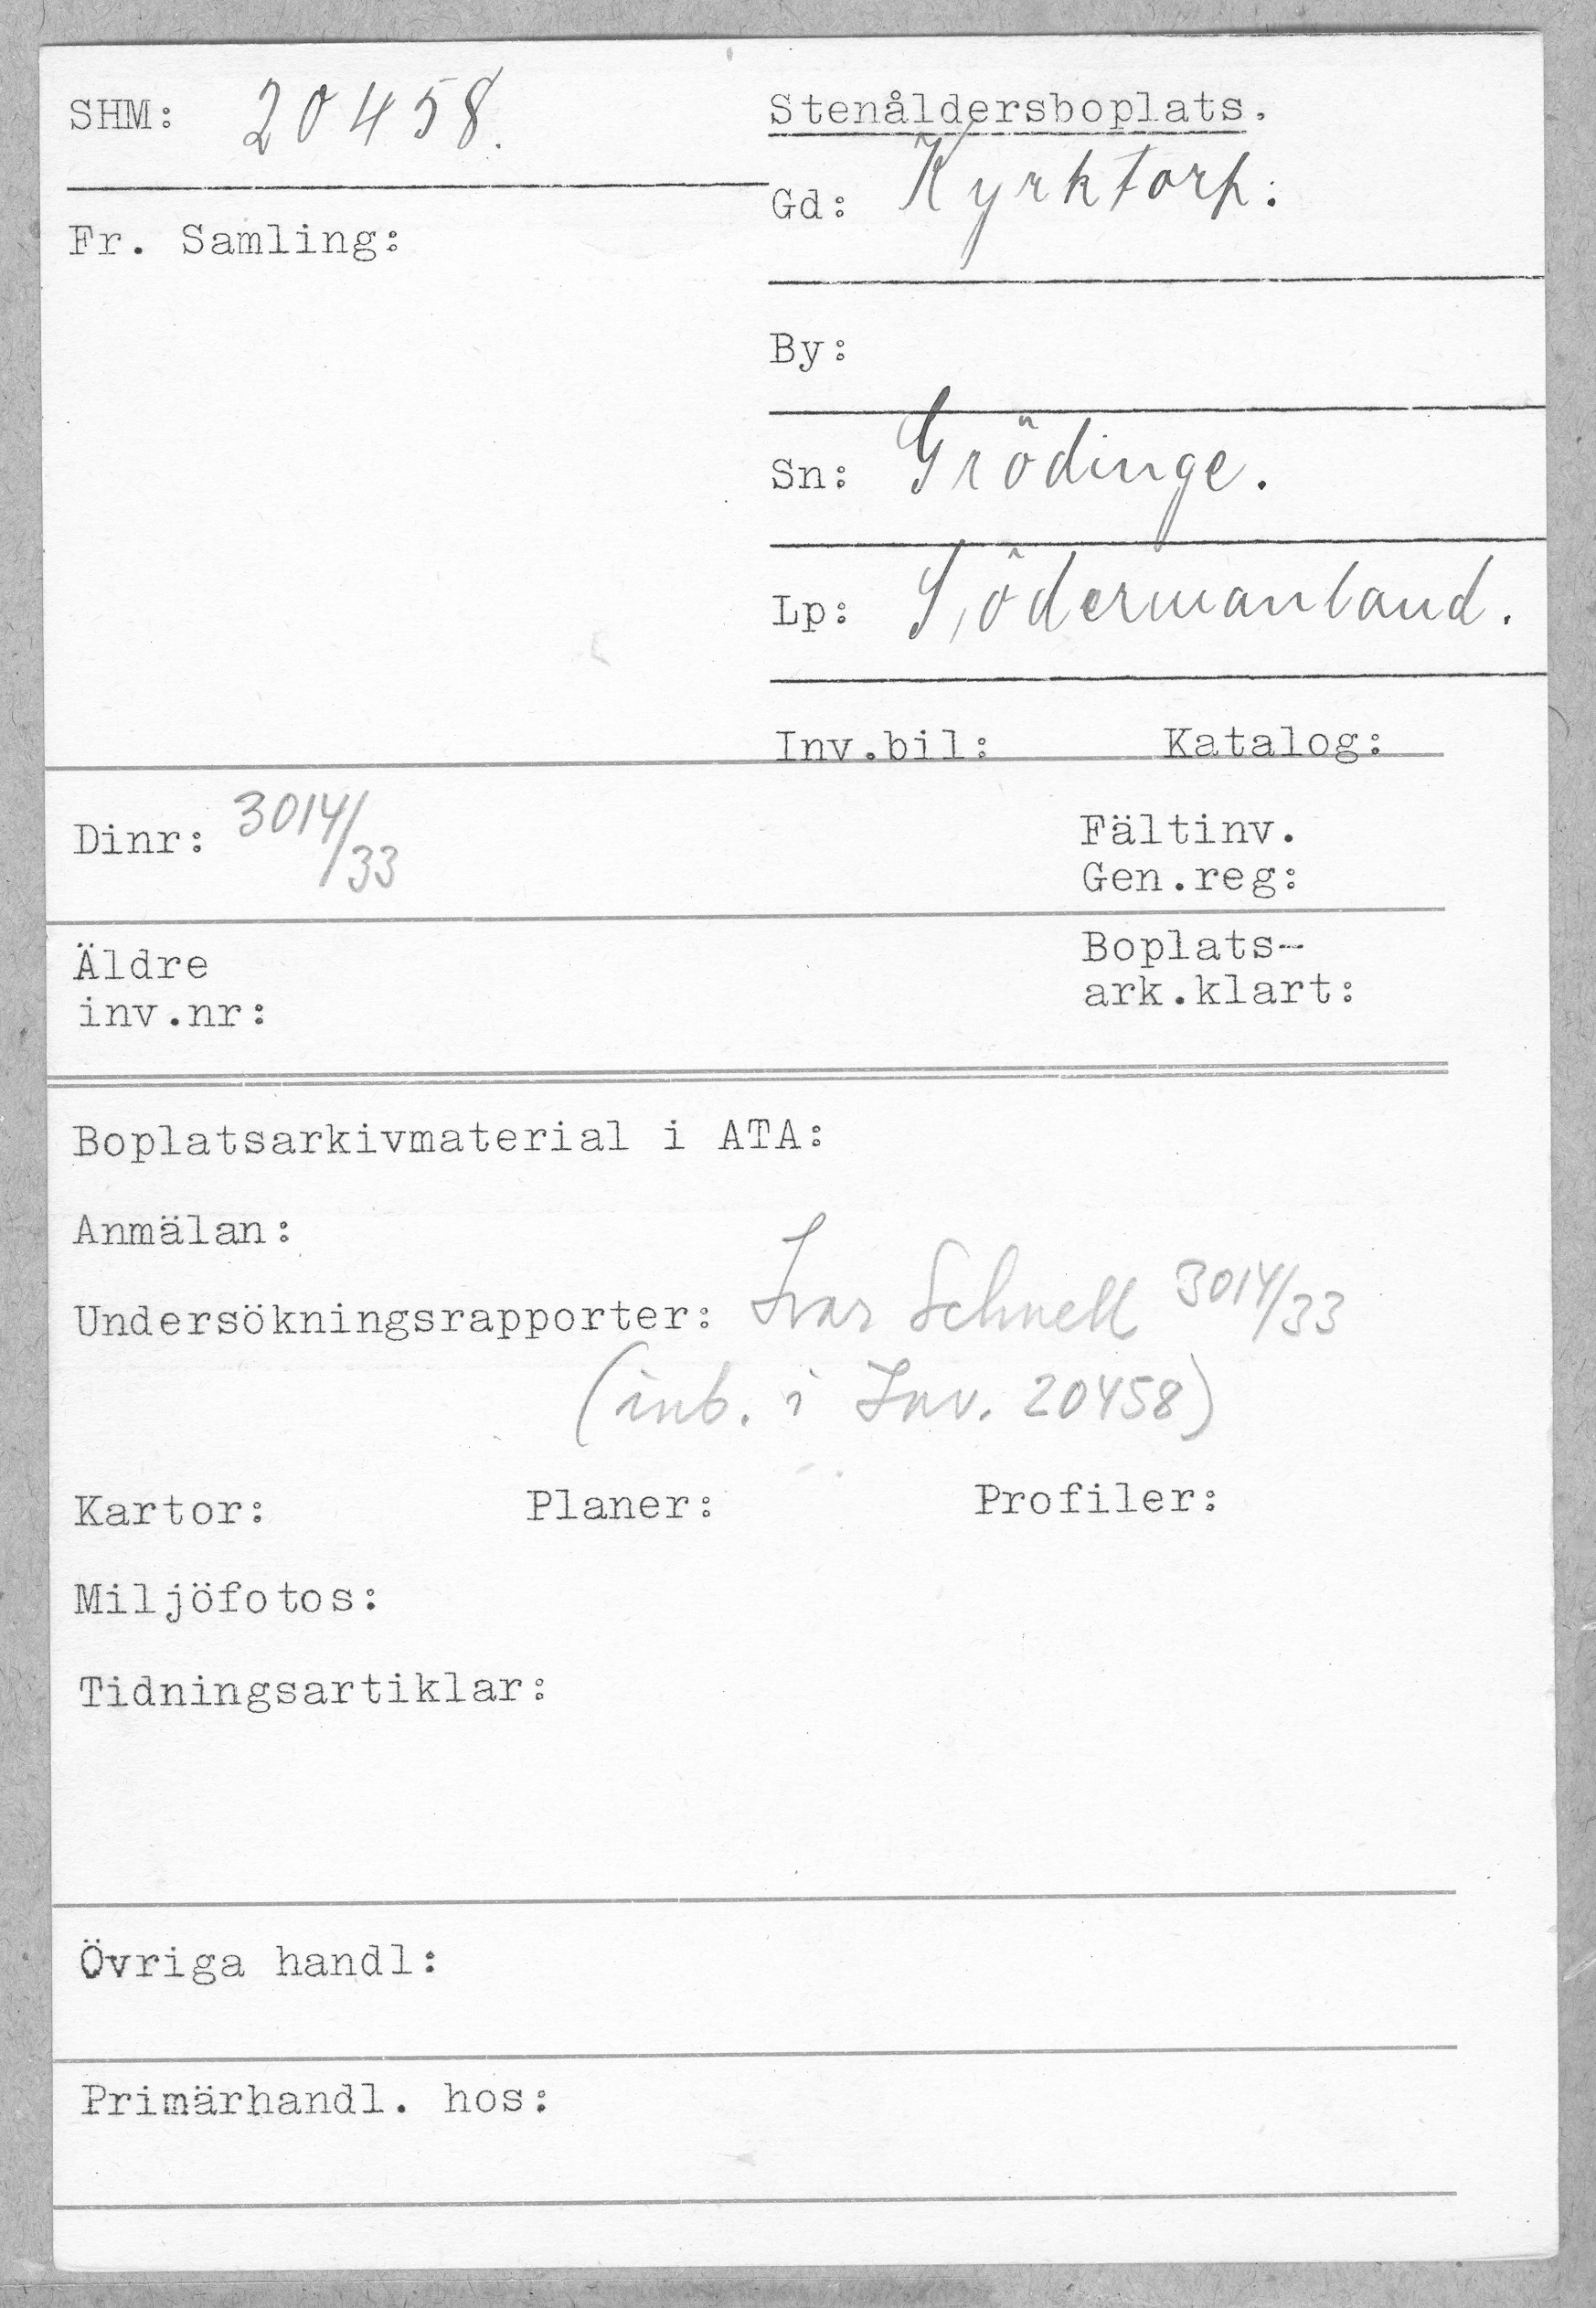 SHM: 20458.
Fr. Samling:
Stenåldersboplats.
Gd: Kyrktorp.
By:
Sn: Grödinge.
Lp: Södermanland.
Inv.bil: Katalog:
Dinr: 3014/33
Fältinv.
Gen.reg:
Äldre
inv.nr:
Boplats-
ark.klart:
Boplatsarkivmaterial i ATA:
Anmälan:
Undersökningsrapporter: Ivar Schnell 3014/33
(inb. i Inv. 20458)
Kartor: Planer: Profiler:
Miljöfotos:
Tidningsartiklar:
Övriga handl:
Primärhandl. hos: